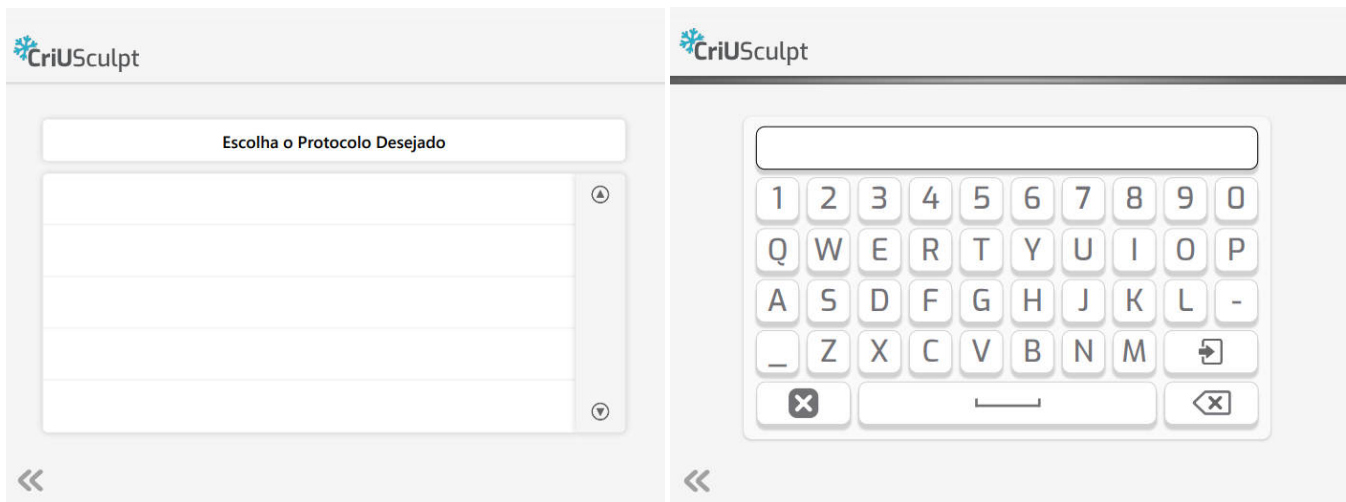 CriUSculpt
Escolha o Protocolo Desejado
CriUSculpt
1 2 3 4 5 6 7 8 9 0
Q W E R T Y U I O P
A S D F G H J K L -
_ Z X C V B N M